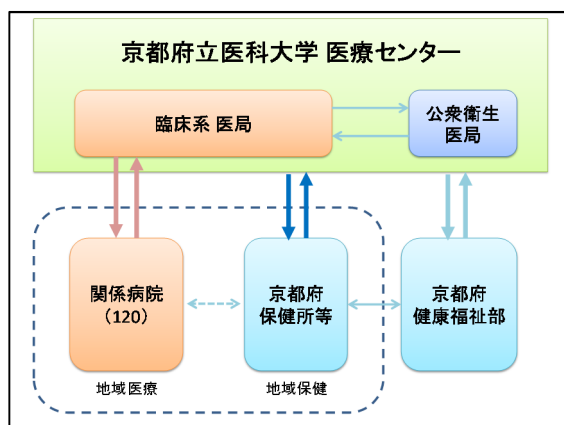 京都府立医科大学 医療センター
臨床系 医局
公衆衛生
医局
関係病院
（120）
京都府
保健所等
京都府
健康福祉部
地域医療
地域保健